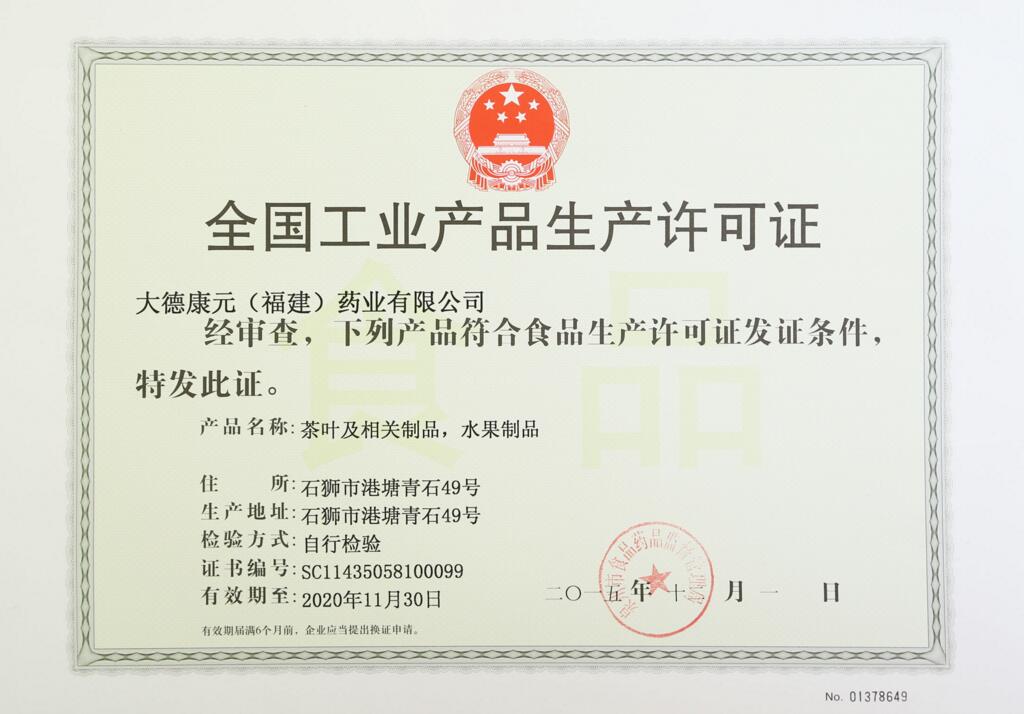 全国工业产品生产许可证
大德康元（福建）药业有限公司
经审查，下列产品符合食品生产许可证发证条件，
特发此证。
产品名称：茶叶及相关制品，水果制品
住 所：石狮市港塘青石49号
生产地址：石狮市港塘青石49号
检验方式：自行检验
证书编号：SC11435058100099
有效期至：2020年11月30日
二〇一五年十 月一 日
有效期届满6个月前，企业应当提出换证申请。
食品
No. 01378649